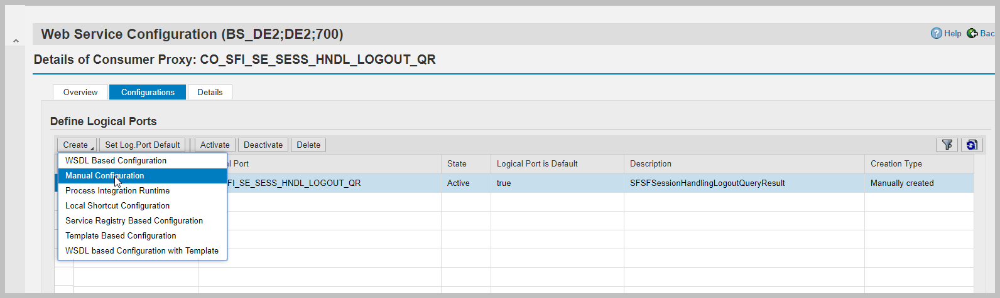 Web Service Configuration (BS_DE2;DE2;700)
Help Bac
Details of Consumer Proxy: CO_SFI_SE_SESS_HNDL_LOGOUT_QR
Overview Configurations Details
Define Logical Ports
Create Set Log.Port Default Activate Deactivate Delete
WSDL Based Configuration
Manual Configuration
Process Integration Runtime
Local Shortcut Configuration
Service Registry Based Configuration
Template Based Configuration
WSDL based Configuration with Template
al Port State Logical Port is Default Description Creation Type
FI_SE_SESS_HNDL_LOGOUT_QR Active true SFSFSessionHandlingLogoutQueryResult Manually created